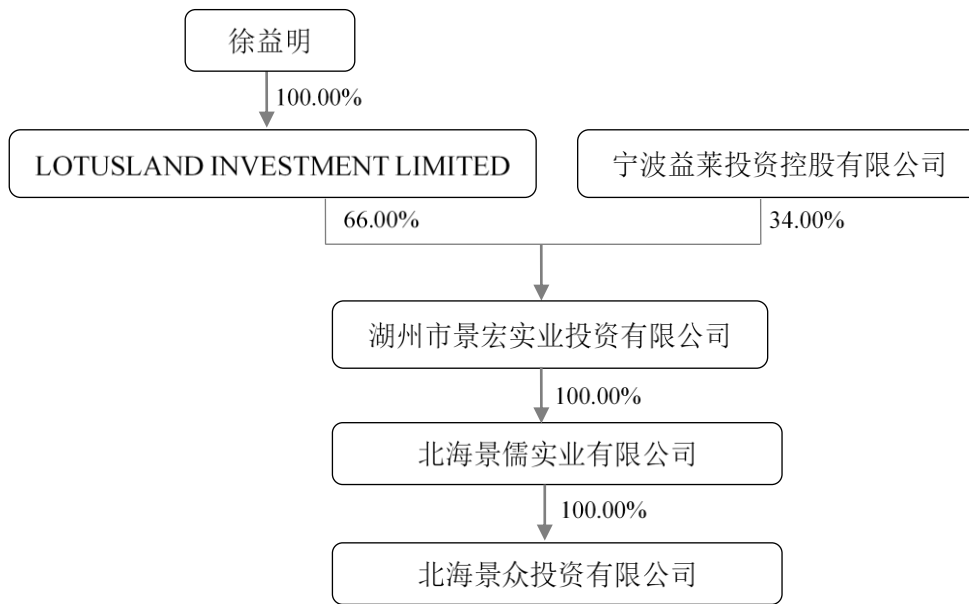 徐益明
100.00%
LOTUSLAND INVESTMENT LIMITED
宁波益莱投资控股有限公司
66.00%
34.00%
湖州市景宏实业投资有限公司
100.00%
北海景儒实业有限公司
100.00%
北海景众投资有限公司